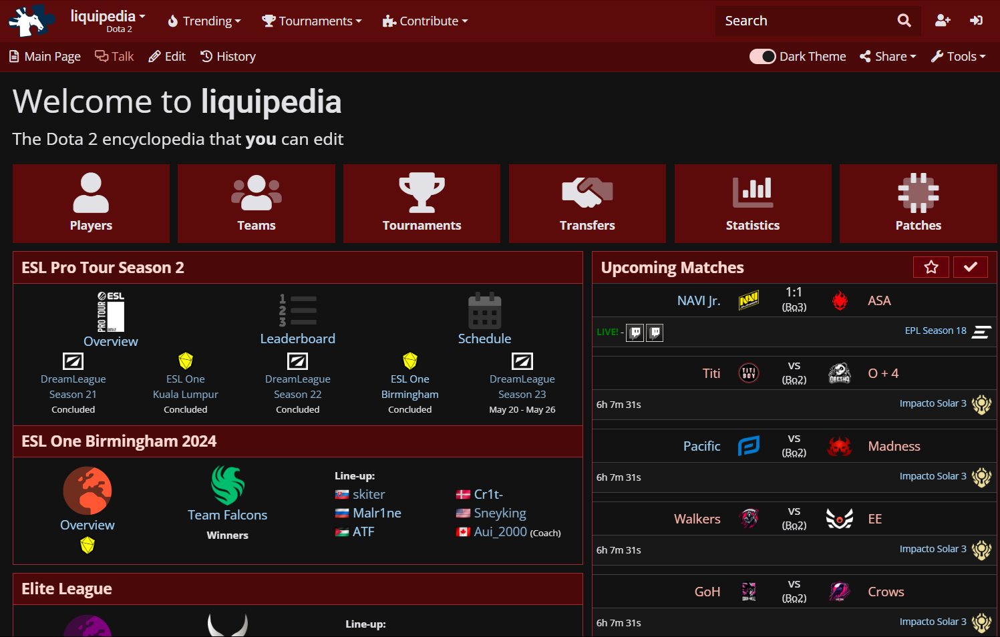 liquipedia
Dota 2
Trending
Tournaments
Contribute
Search
Main Page
Talk
Edit
History
Dark Theme
Share
Tools
Welcome to liquipedia
The Dota 2 encyclopedia that you can edit
Players
Teams
Tournaments
Transfers
Statistics
Patches
ESL Pro Tour Season 2
ESL
PRO TOUR
DOTA 2
Overview
1
2
3
Leaderboard
Schedule
DreamLeague
Season 21
Concluded
ESL One
Kuala Lumpur
Concluded
DreamLeague
Season 22
Concluded
ESL One
Birmingham
Concluded
DreamLeague
Season 23
May 20 - May 26
ESL One Birmingham 2024
Overview
Team Falcons
Winners
Line-up:
skiter
Cr1t-
Malr1ne
Sneyking
ATF
Aui_2000 (Coach)
Elite League
Line-up:
Upcoming Matches
NAVI Jr.
1:1
(Bo3)
ASA
LIVE! -
EPL Season 18
Titi
TITI
BOY
vs
(Bo2)
O + 4
6h 7m 31s
Impacto Solar 3
Pacific
vs
(Bo2)
Madness
6h 7m 31s
Impacto Solar 3
Walkers
vs
(Bo2)
EE
6h 7m 31s
Impacto Solar 3
GoH
vs
(Bo2)
Crows
6h 7m 31s
Impacto Solar 3